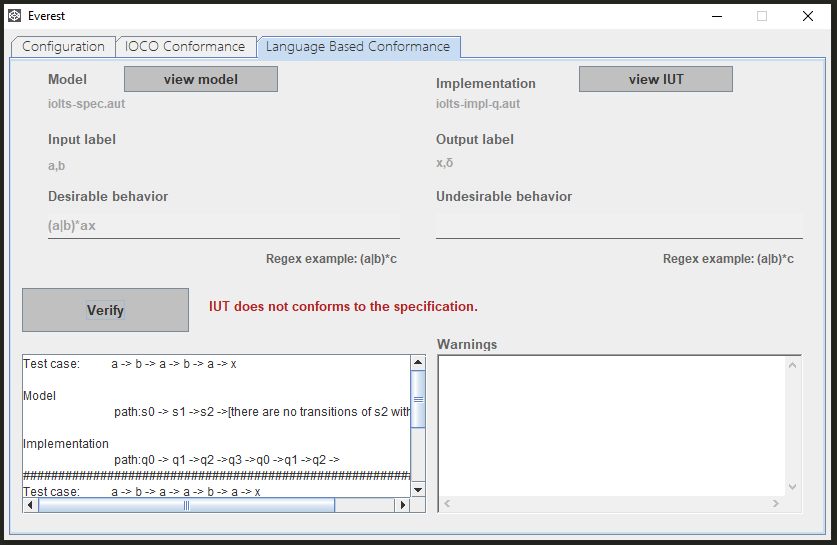 Everest
Configuration
IOCO Conformance
Language Based Conformance
Model
view model
iolts-spec.aut
Implementation
view IUT
iolts-impl-q.aut
Input label
a,b
Output label
x,δ
Desirable behavior
(a|b)*ax
Regex example: (a|b)*c
Undesirable behavior
Regex example: (a|b)*c
Verify
IUT does not conforms to the specification.
Test case: a -> b -> a -> b -> a -> x
Model
path:s0 -> s1 ->s2 ->[there are no transitions of s2 with
Implementation
path:q0 -> q1 ->q2 ->q3 ->q0 ->q1 ->q2 ->
################################################################
Test case: a -> b -> a -> a -> b -> a -> x
Warnings